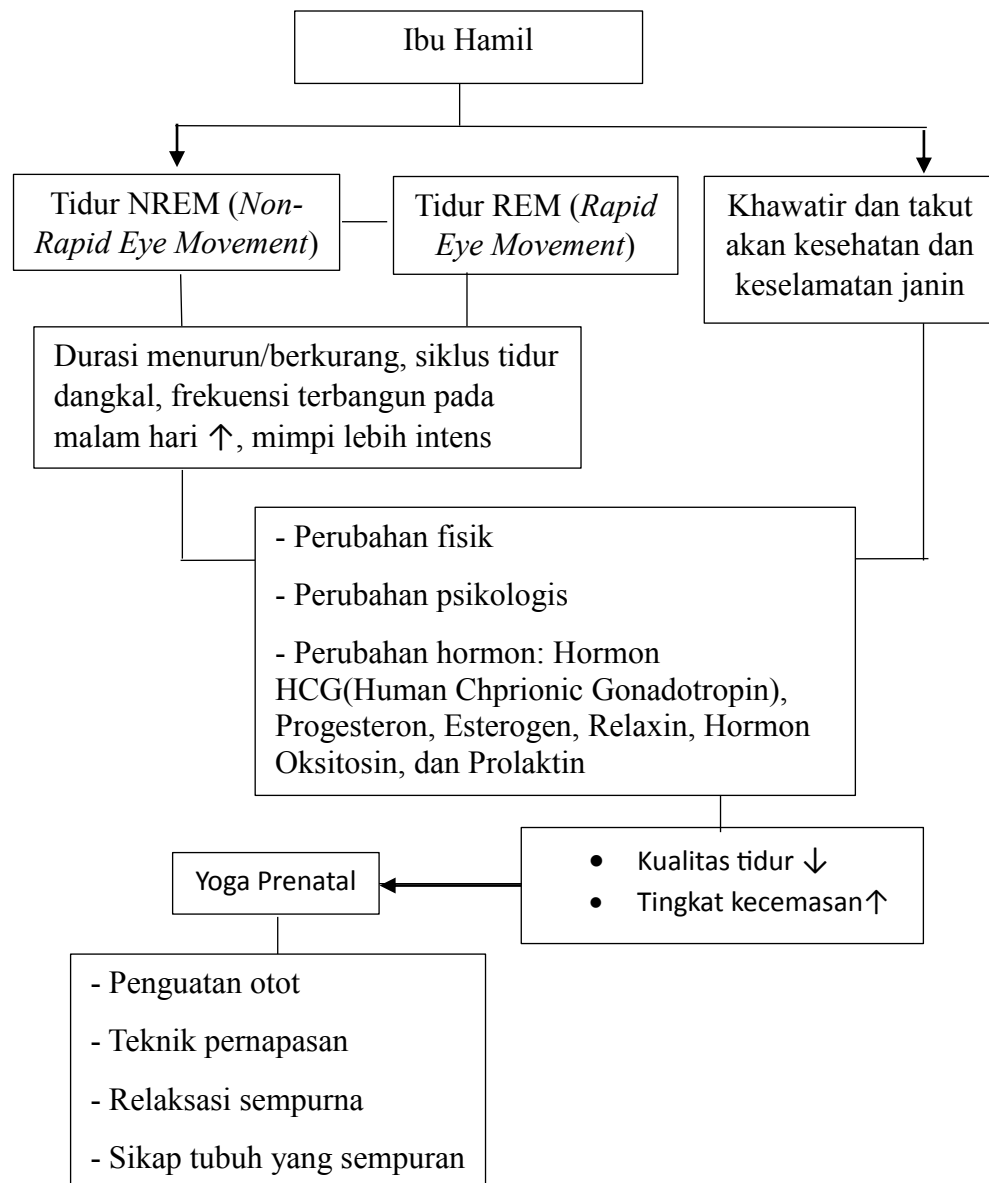 Ibu Hamil
Tidur NREM (Non-
Rapid Eye Movement)
Tidur REM (Rapid
Eye Movement)
Khawatir dan takut
akan kesehatan dan
keselamatan janin
Durasi menurun/berkurang, siklus tidur
dangkal, frekuensi terbangun pada
malam hari ↑, mimpi lebih intens
- Perubahan fisik
- Perubahan psikologis
- Perubahan hormon: Hormon
HCG(Human Chprionic Gonadotropin),
Progesteron, Esterogen, Relaxin, Hormon
Oksitosin, dan Prolaktin
• Kualitas tidur ↓
• Tingkat kecemasan↑
Yoga Prenatal
- Penguatan otot
- Teknik pernapasan
- Relaksasi sempurna
- Sikap tubuh yang sempuran